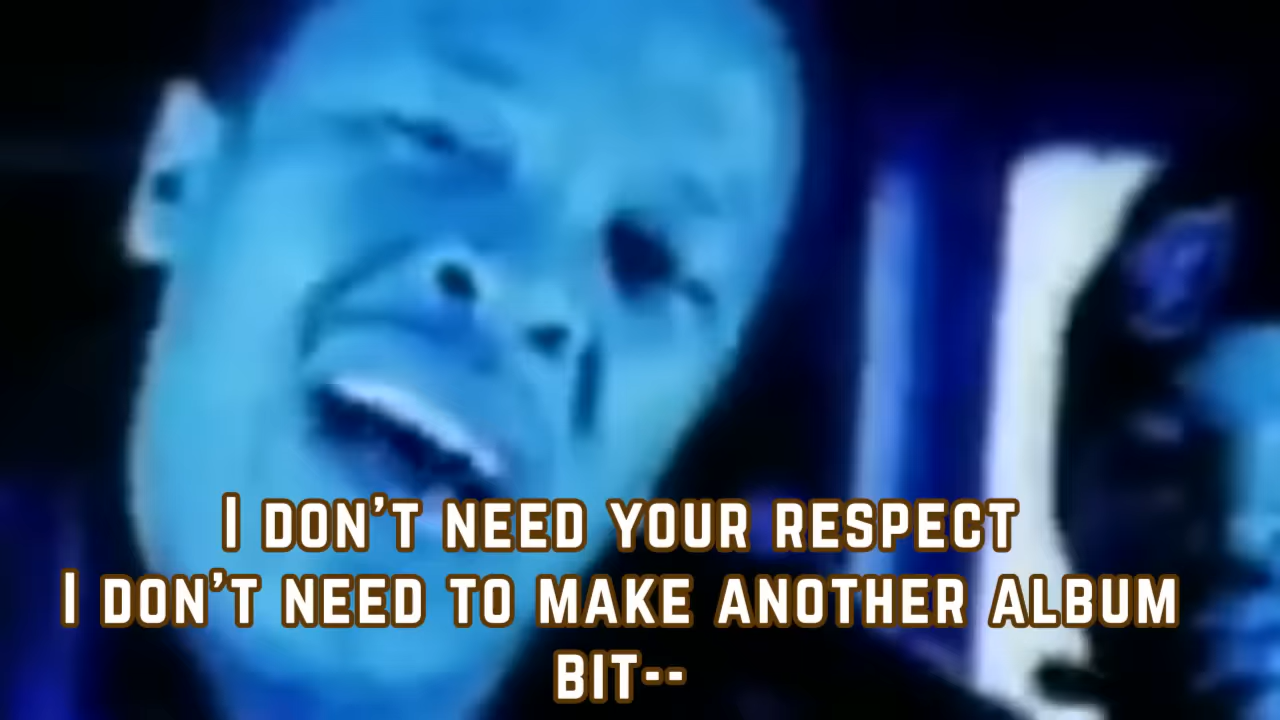 I DON'T NEED YOUR RESPECT
I DON'T NEED TO MAKE ANOTHER ALBUM
BIT--